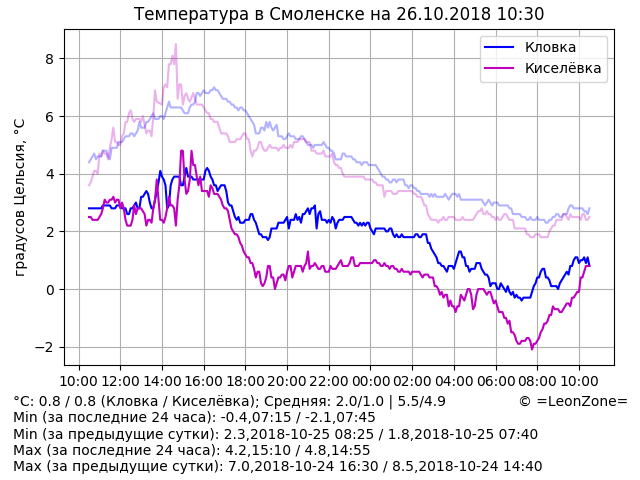 Температура в Смоленске на 26.10.2018 10:30
Кловка
Киселёвка
градусов Цельсия, °C
8
6
4
2
0
−2
10:00 12:00 14:00 16:00 18:00 20:00 22:00 00:00 02:00 04:00 06:00 08:00 10:00
°C: 0.8 / 0.8 (Кловка / Киселёвка); Средняя: 2.0/1.0 | 5.5/4.9 © =LeonZone=
Min (за последние 24 часа): -0.4,07:15 / -2.1,07:45
Min (за предыдущие сутки): 2.3,2018-10-25 08:25 / 1.8,2018-10-25 07:40
Max (за последние 24 часа): 4.2,15:10 / 4.8,14:55
Max (за предыдущие сутки): 7.0,2018-10-24 16:30 / 8.5,2018-10-24 14:40